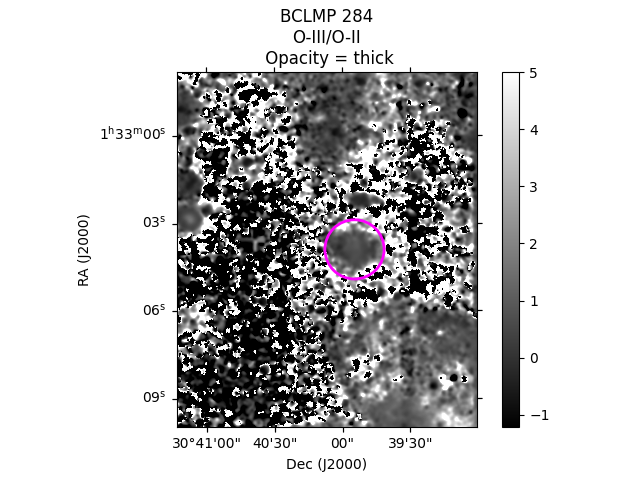 BCLMP 284
O-III/O-II
Opacity = thick
1ʰ33ᵐ00ˢ
03ˢ
06ˢ
09ˢ
RA (J2000)
30°41'00" 40'30" 00" 39'30"
Dec (J2000)
5
4
3
2
1
0
−1